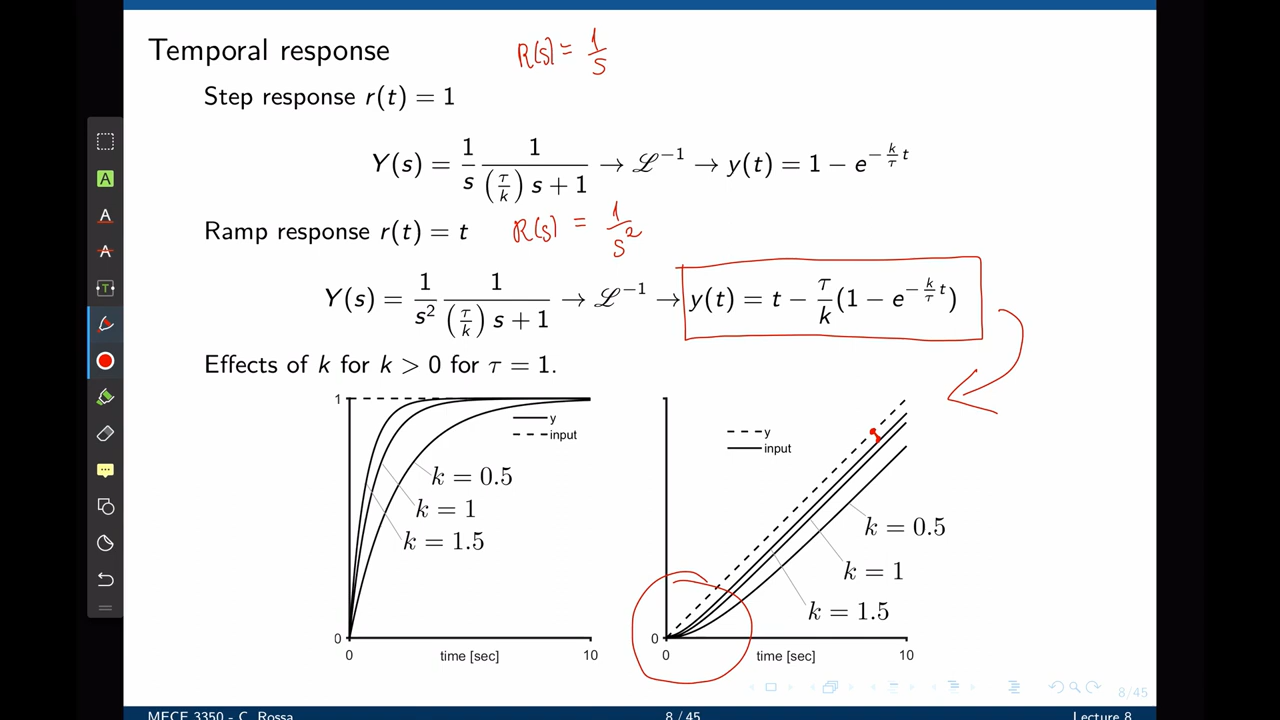 Temporal response
R(s) = 1/s
Step response r(t) = 1
Y(s) = 1/s 1/((τ/k) s + 1) → ℒ⁻¹ → y(t) = 1 − e^(−(k/τ)t)
Ramp response r(t) = t
R(s) = 1/s²
Y(s) = 1/s² 1/((τ/k) s + 1) → ℒ⁻¹ → y(t) = t − τ/k(1 − e^(−(k/τ)t))
Effects of k for k > 0 for τ = 1.
1
y
input
k = 0.5
k = 1
k = 1.5
0
0
time [sec]
10
y
input
k = 0.5
k = 1
k = 1.5
0
0
time [sec]
10
8/45
MECE 3350 - C. Rossa
8 / 45
Lecture 8
A
A
A
T